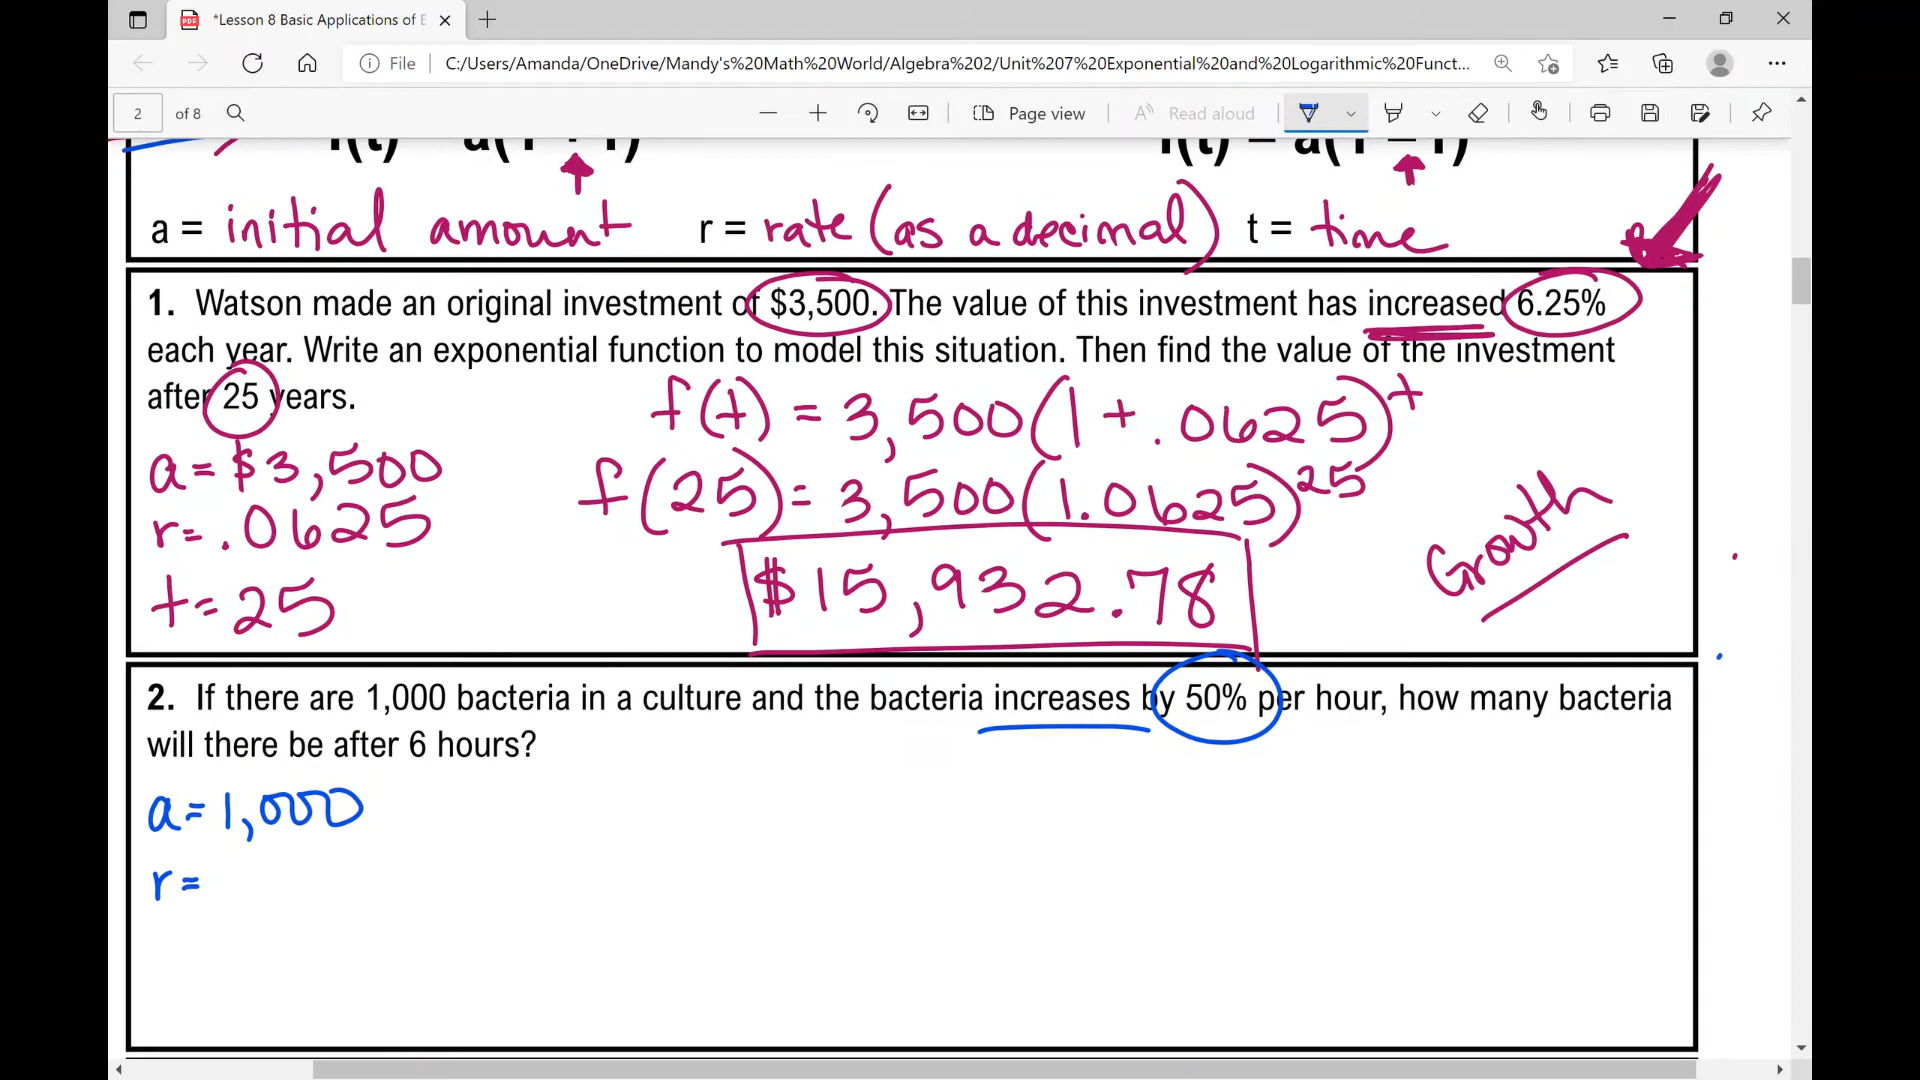 *Lesson 8 Basic Applications of E
File C:/Users/Amanda/OneDrive/Mandy's%20Math%20World/Algebra%202/Unit%207%20Exponential%20and%20Logarithmic%20Funct...
2 of 8 Page view Read aloud
a = initial amount r = rate (as a decimal) t = time
1. Watson made an original investment of $3,500. The value of this investment has increased 6.25%
each year. Write an exponential function to model this situation. Then find the value of the investment
after 25 years.
f(t) = 3,500(1 + .0625)^t
a = $3,500
f(25) = 3,500(1.0625)^25
r = .0625
Growth
t = 25
$15,932.78
2. If there are 1,000 bacteria in a culture and the bacteria increases by 50% per hour, how many bacteria
will there be after 6 hours?
a = 1,000
r =